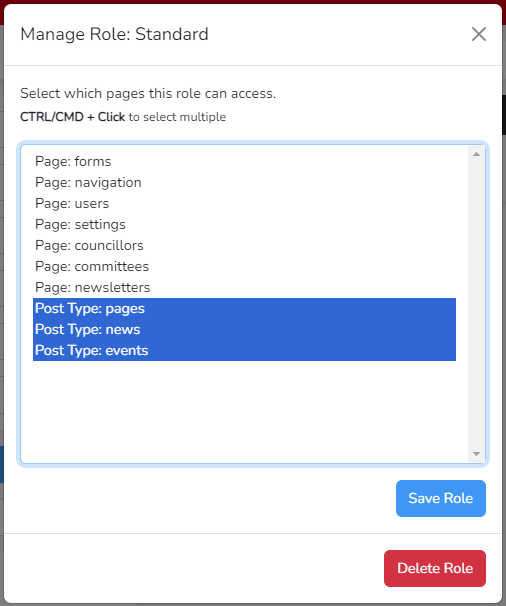 Manage Role: Standard
Select which pages this role can access.
CTRL/CMD + Click to select multiple
Page: forms
Page: navigation
Page: users
Page: settings
Page: councillors
Page: committees
Page: newsletters
Post Type: pages
Post Type: news
Post Type: events
Save Role
Delete Role